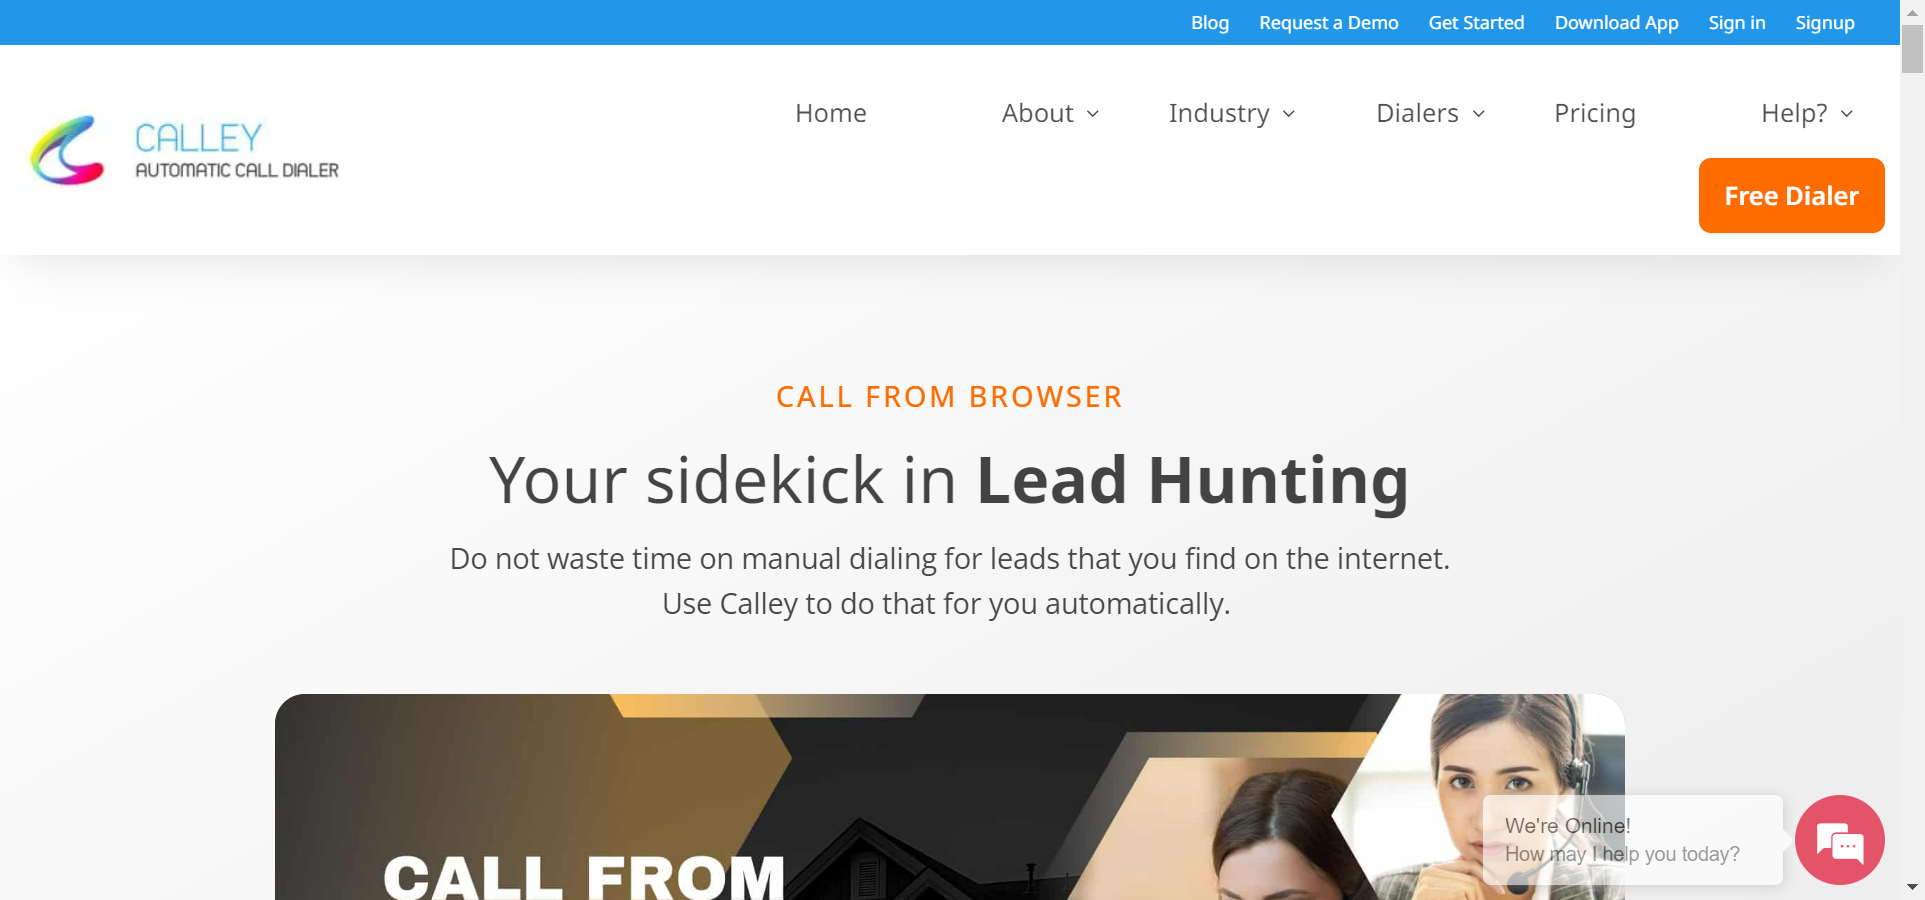 Blog Request a Demo Get Started Download App Sign in Signup
CALLEY
AUTOMATIC CALL DIALER
Home About Industry Dialers Pricing Help?
Free Dialer
CALL FROM BROWSER
Your sidekick in Lead Hunting
Do not waste time on manual dialing for leads that you find on the internet.
Use Calley to do that for you automatically.
CALL FROM
We're Online!
How may I help you today?